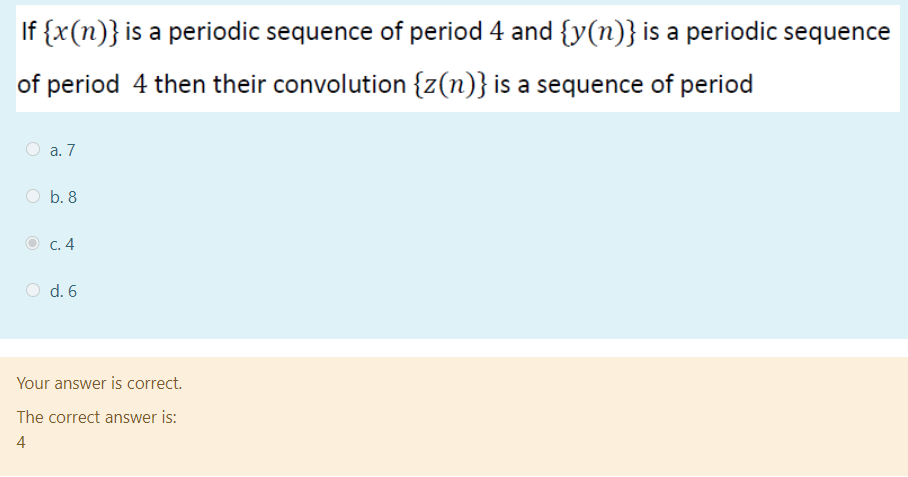 If {x(n)} is a periodic sequence of period 4 and {y(n)} is a periodic sequence
of period 4 then their convolution {z(n)} is a sequence of period
a. 7
b. 8
c. 4
d. 6
Your answer is correct.
The correct answer is:
4